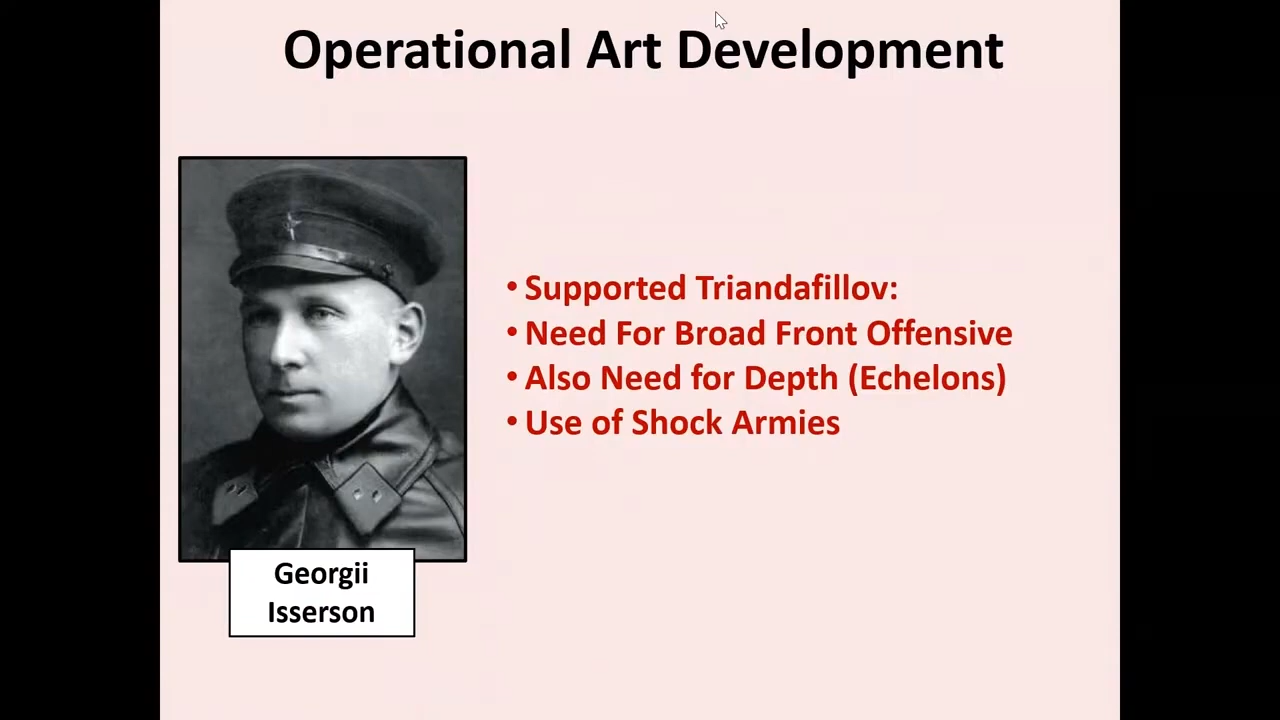 Operational Art Development
• Supported Triandafillov:
• Need For Broad Front Offensive
• Also Need for Depth (Echelons)
• Use of Shock Armies
Georgii
Isserson